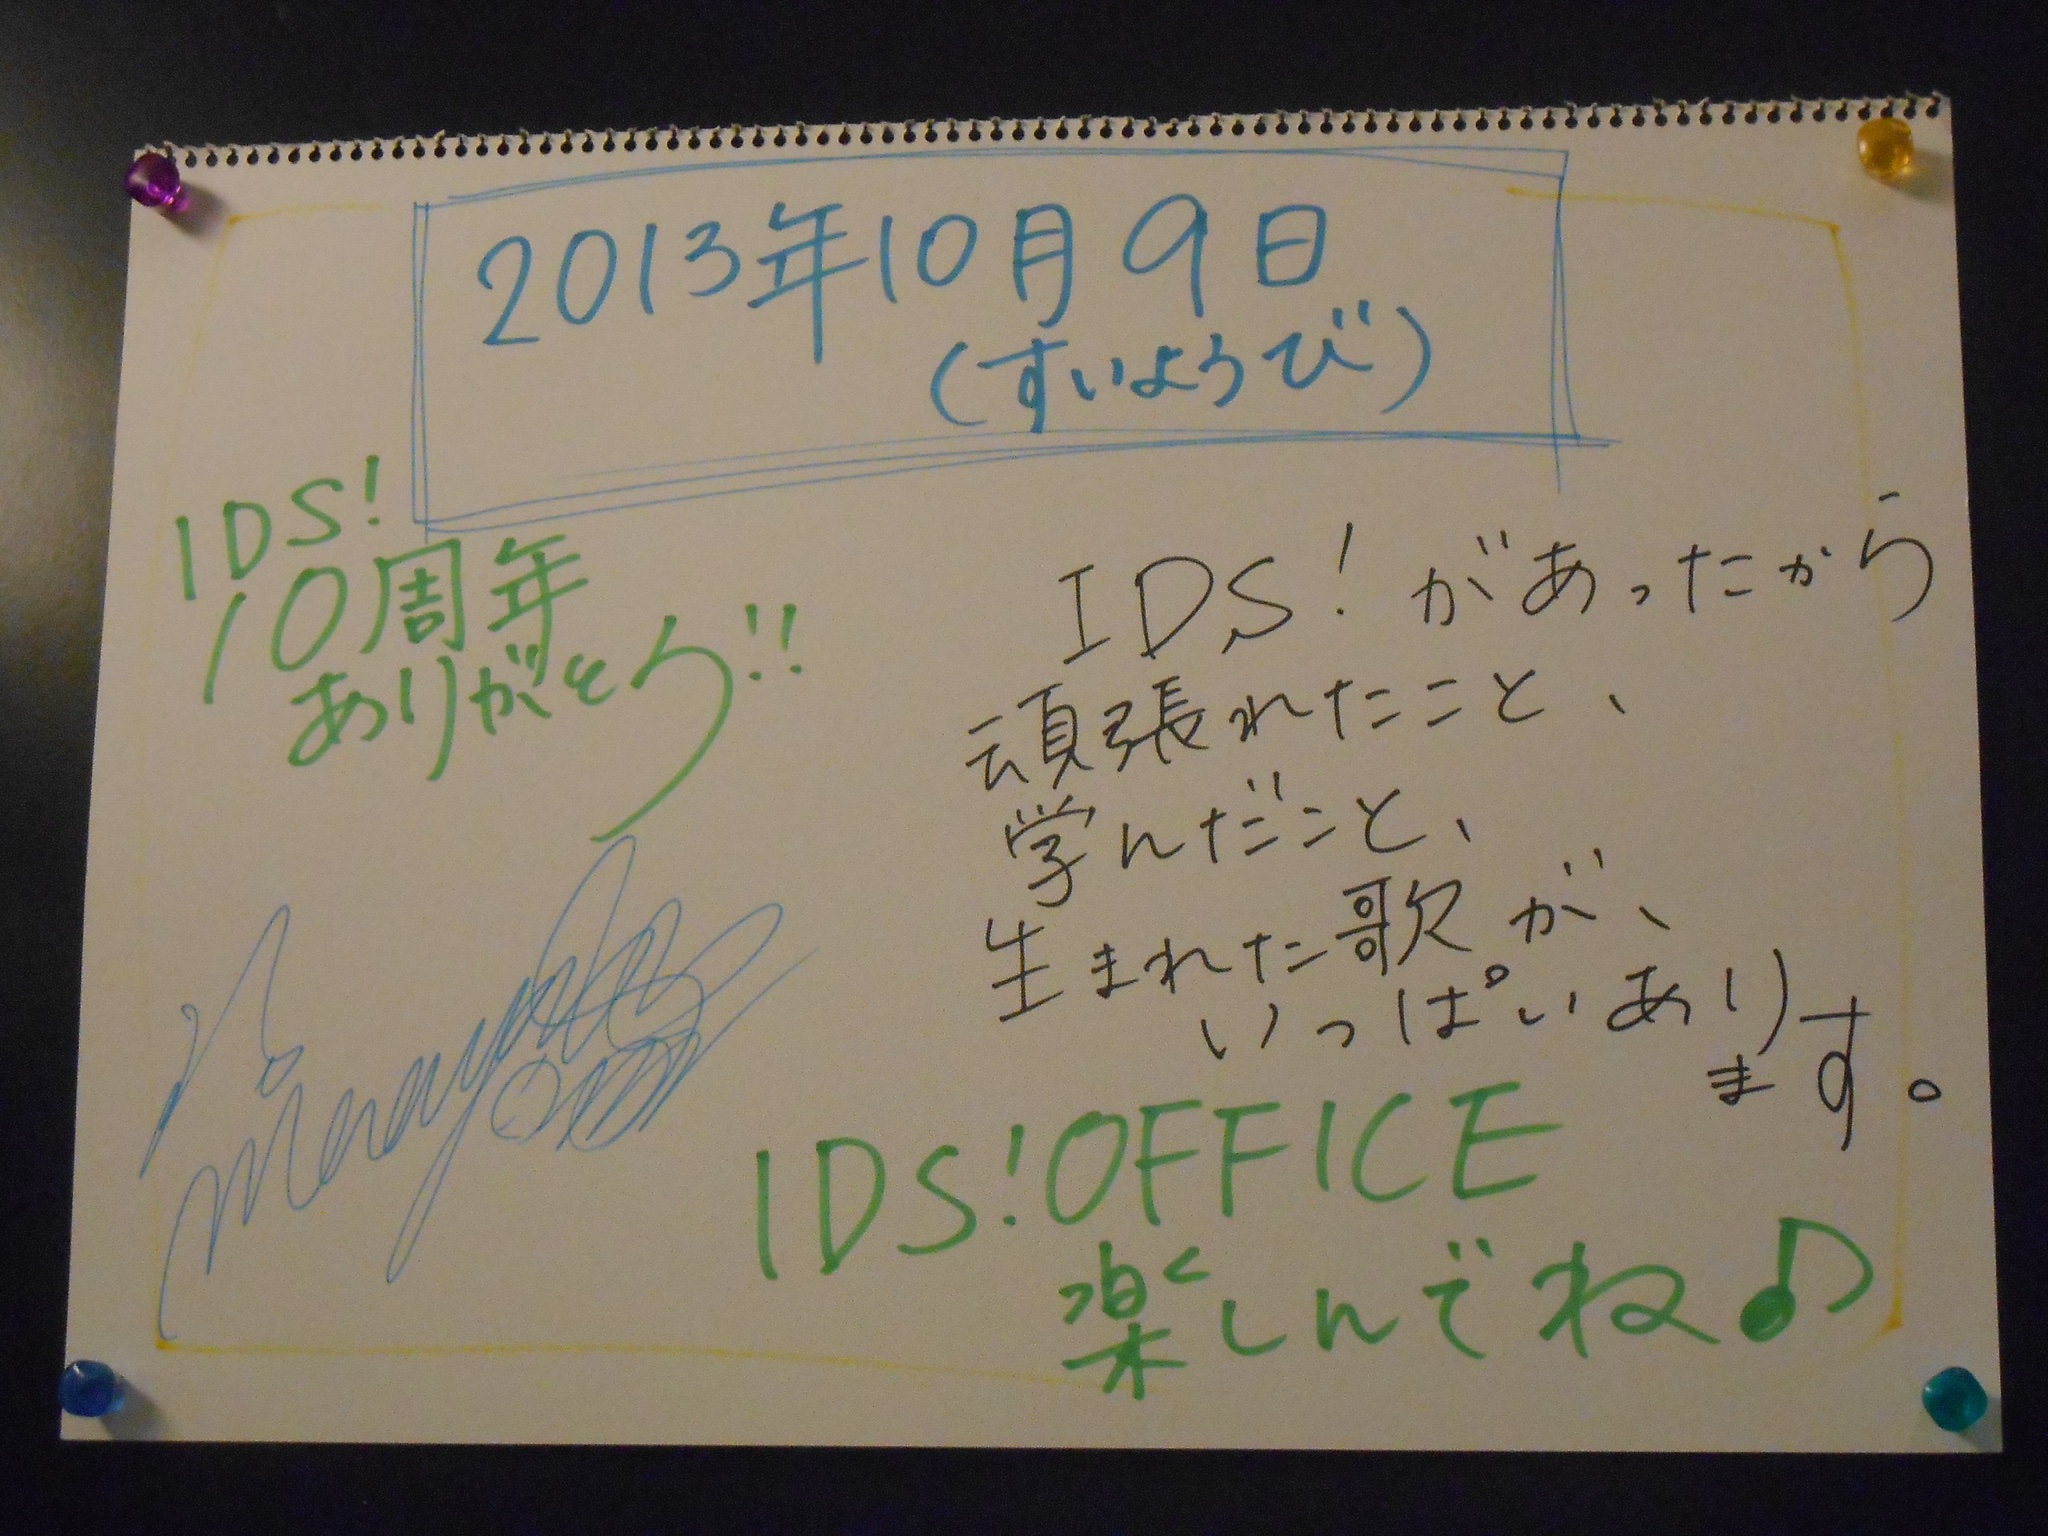 2013年10月9日
(すいようび)
IDS!
10周年
ありがとう!!
IDS!があったから
頑張れたこと、
学んだこと、
生まれた歌が、
いっぱいあり
ます。
IDS!OFFICE
楽しんでね♪